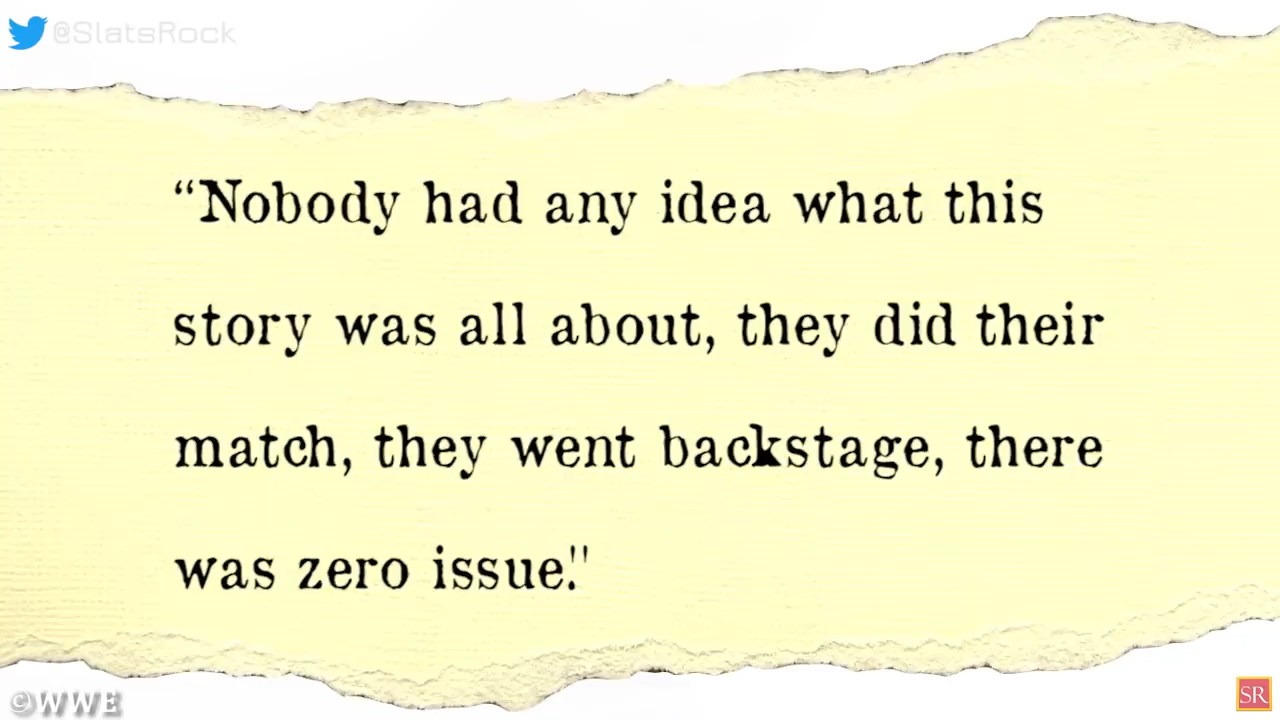 @SlatsRock
“Nobody had any idea what this
story was all about, they did their
match, they went backstage, there
was zero issue."
©WWE
SR